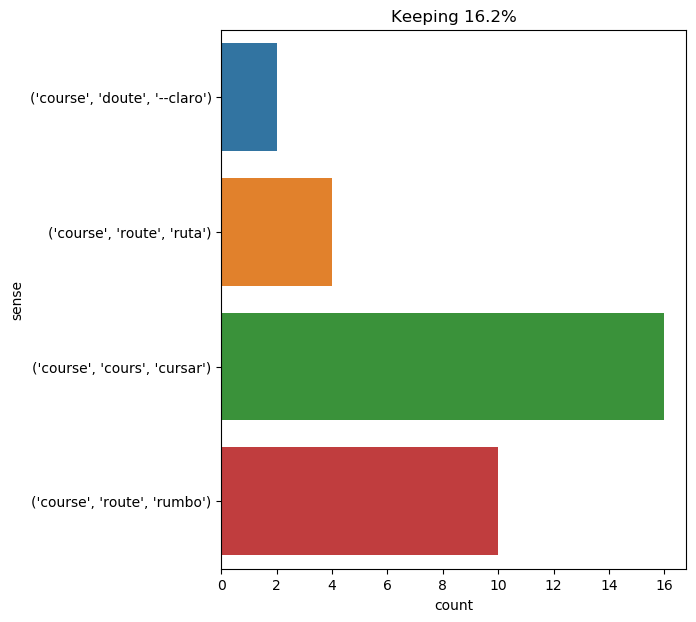 Keeping 16.2%
('course', 'doute', '--claro')
('course', 'route', 'ruta')
sense
('course', 'cours', 'cursar')
('course', 'route', 'rumbo')
0 2 4 6 8 10 12 14 16
count